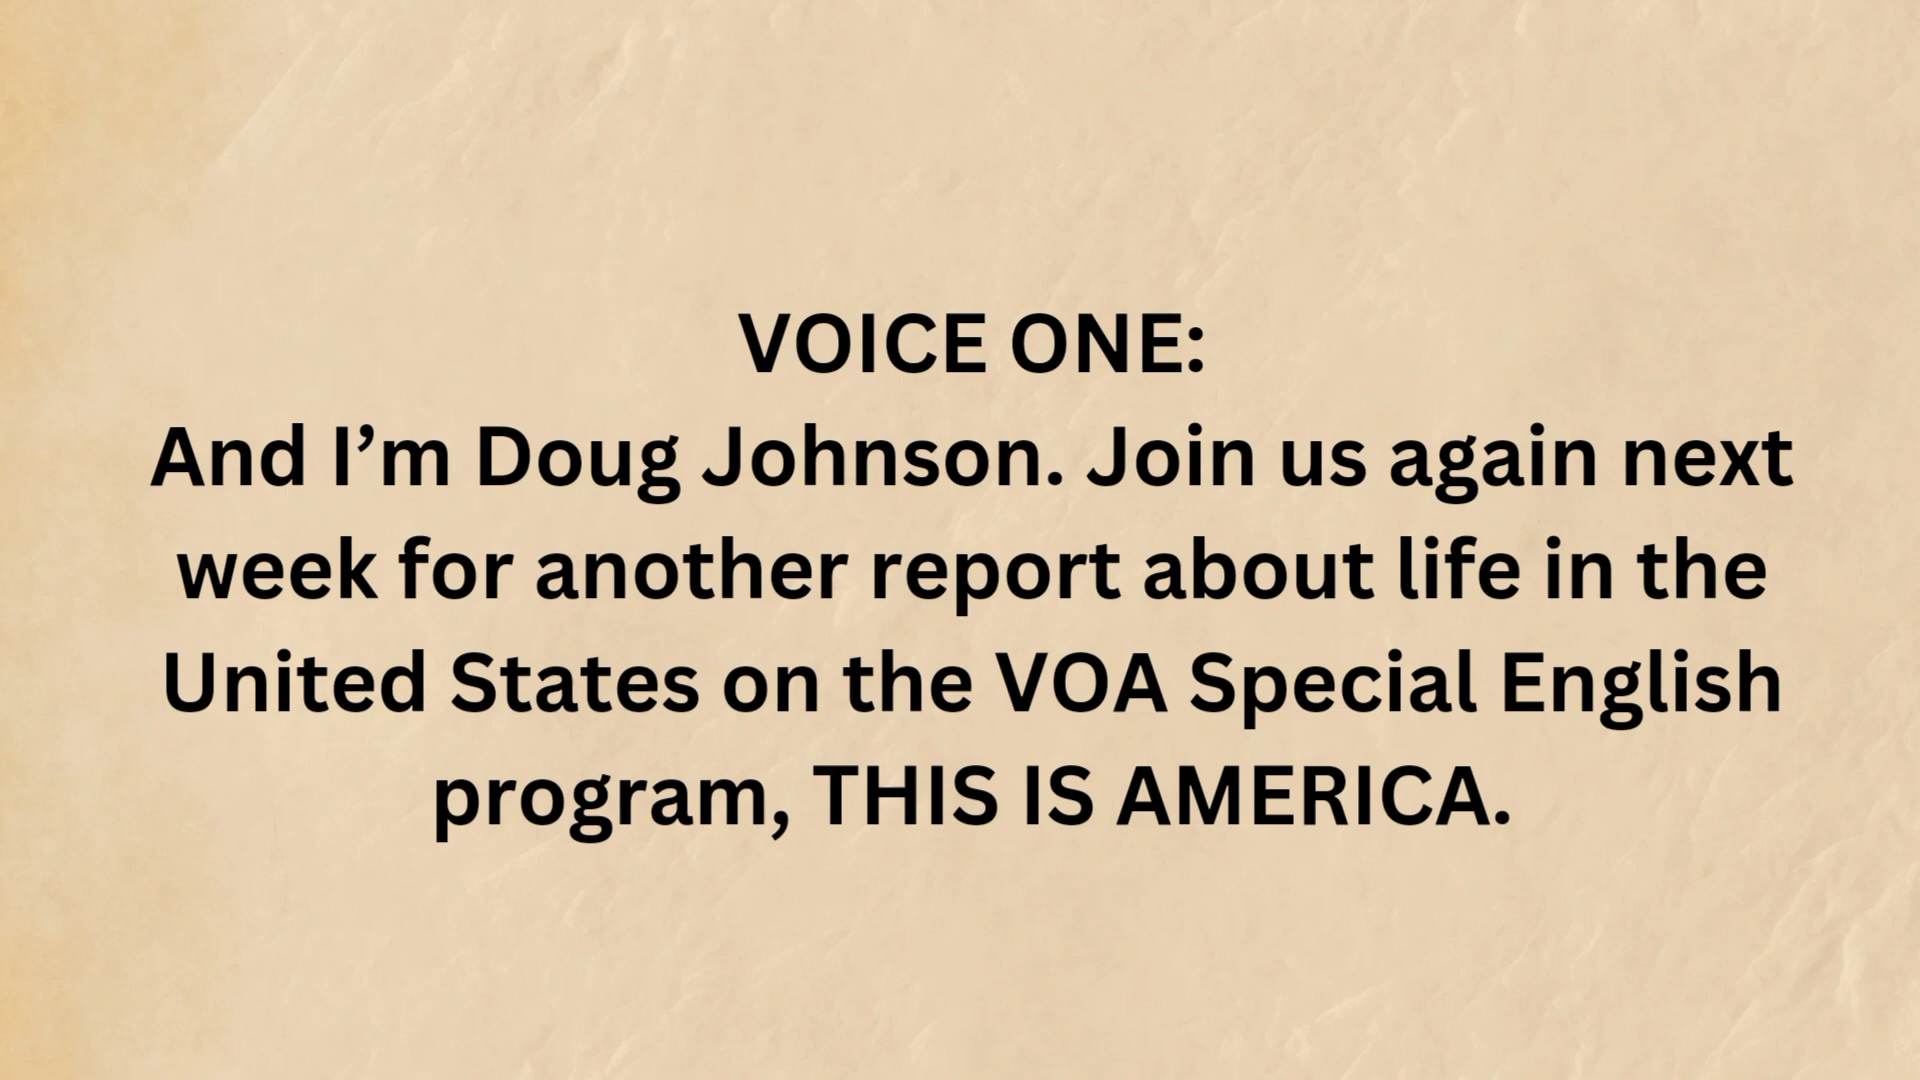 VOICE ONE:
And I’m Doug Johnson. Join us again next
week for another report about life in the
United States on the VOA Special English
program, THIS IS AMERICA.